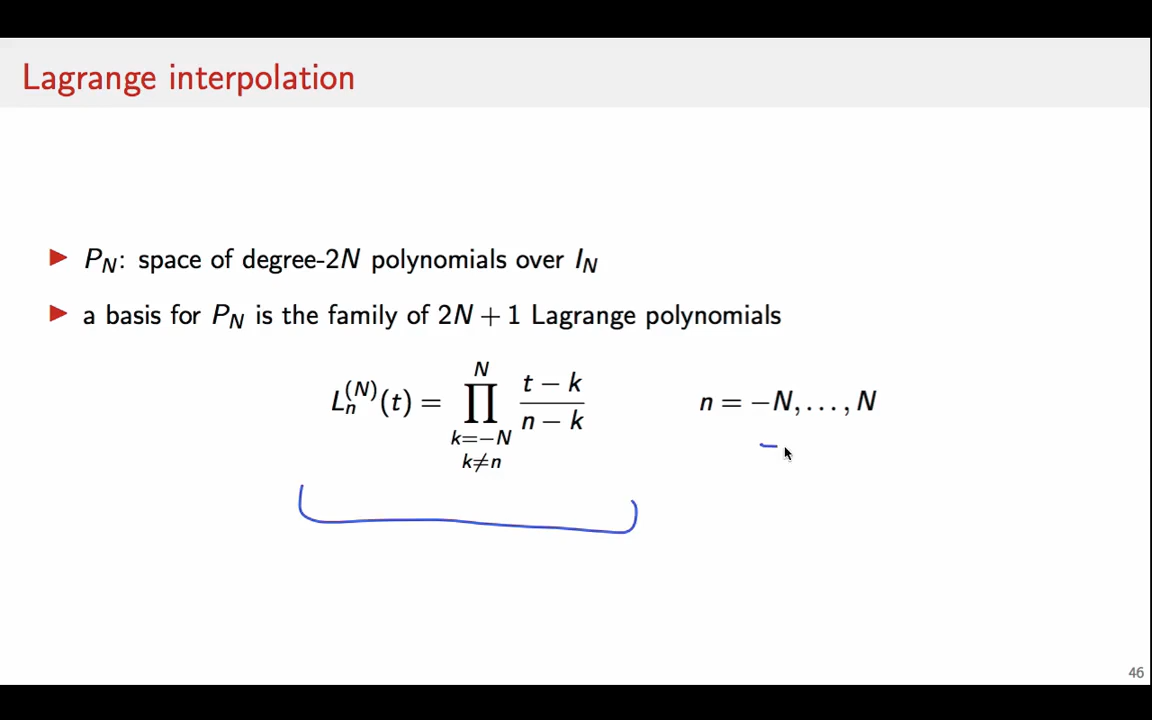 Lagrange interpolation
▶ P_N: space of degree-2N polynomials over I_N
▶ a basis for P_N is the family of 2N + 1 Lagrange polynomials
L_n^{(N)}(t) = ∏_{k=−N, k≠n}^{N} (t − k)/(n − k)    n = −N, . . . , N
46